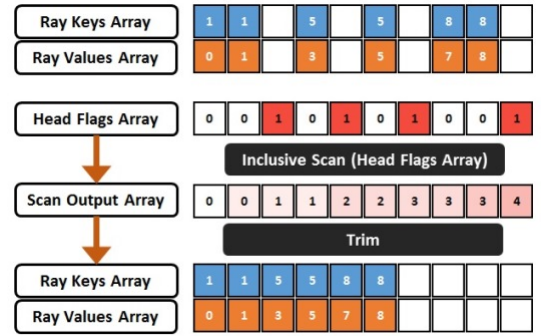 Ray Keys Array 1 1 5 5 8 8
Ray Values Array 0 1 3 5 7 8
Head Flags Array 0 0 1 0 1 0 1 0 0 1
Inclusive Scan (Head Flags Array)
Scan Output Array 0 0 1 1 2 2 3 3 3 4
Trim
Ray Keys Array 1 1 5 5 8 8
Ray Values Array 0 1 3 5 7 8